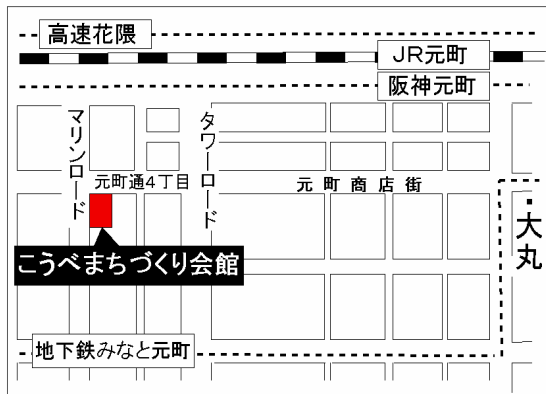 高速花隈
JR元町
阪神元町
マリンロード
タワーロード
元町通4丁目
元町商店街
・大丸
こうべまちづくり会館
地下鉄みなと元町